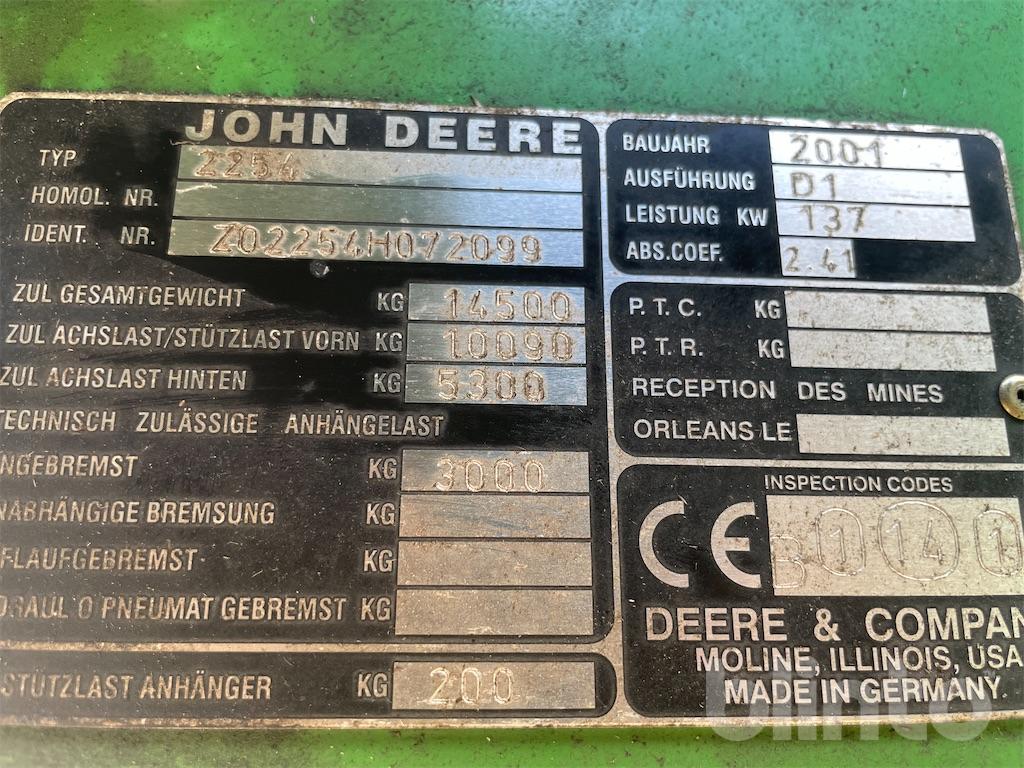 JOHN DEERE
TYP 2254
HOMOL. NR.
IDENT. NR. Z02254H072099
ZUL GESAMTGEWICHT KG 14500
ZUL ACHSLAST/STÜTZLAST VORN KG 10090
ZUL ACHSLAST HINTEN KG 5300
TECHNISCH ZULÄSSIGE ANHÄNGELAST
NGEBREMST KG 3000
NABHÄNGIGE BREMSUNG KG
FLAUFGEBREMST KG
DRAUL O PNEUMAT GEBREMST KG
STÜTZLAST ANHÄNGER KG 200
BAUJAHR 2001
AUSFÜHRUNG D1
LEISTUNG KW 137
ABS.COEF. 2.41
P. T. C. KG
P. T. R. KG
RECEPTION DES MINES
ORLEANS LE
INSPECTION CODES
CE
DEERE & COMPAN
MOLINE, ILLINOIS, USA
MADE IN GERMANY